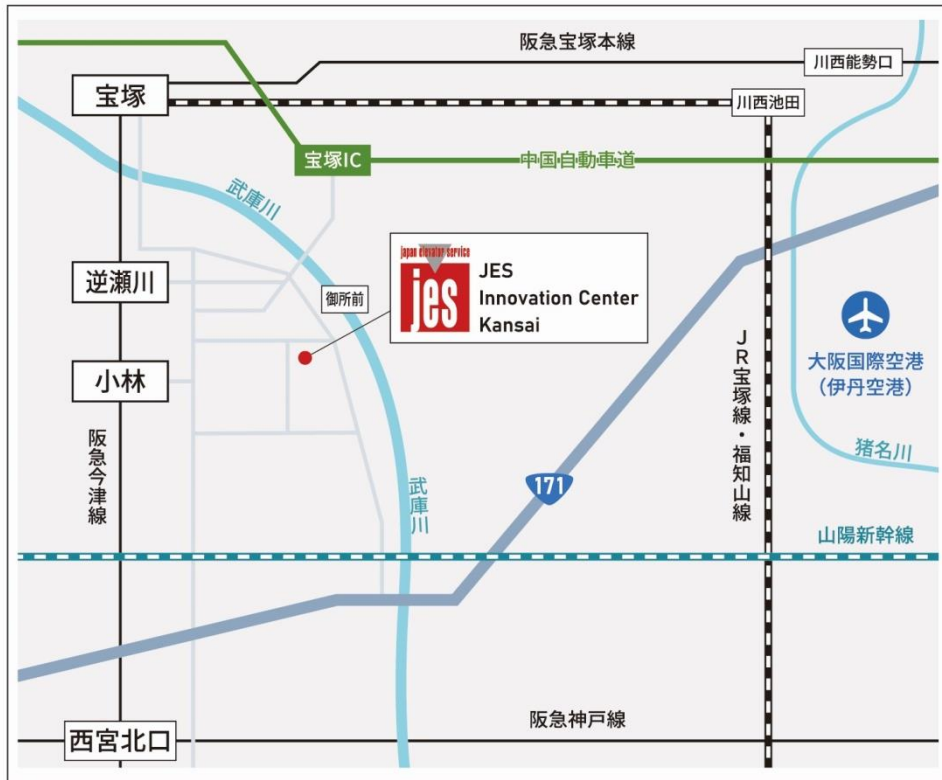 阪急宝塚本線
川西能勢口
宝塚
川西池田
宝塚IC
中国自動車道
武庫川
japan elevator service
jes
JES
Innovation Center
Kansai
逆瀬川
御所前
小林
大阪国際空港
（伊丹空港）
JR宝塚線・福知山線
阪急今津線
猪名川
171
武庫川
山陽新幹線
阪急神戸線
西宮北口